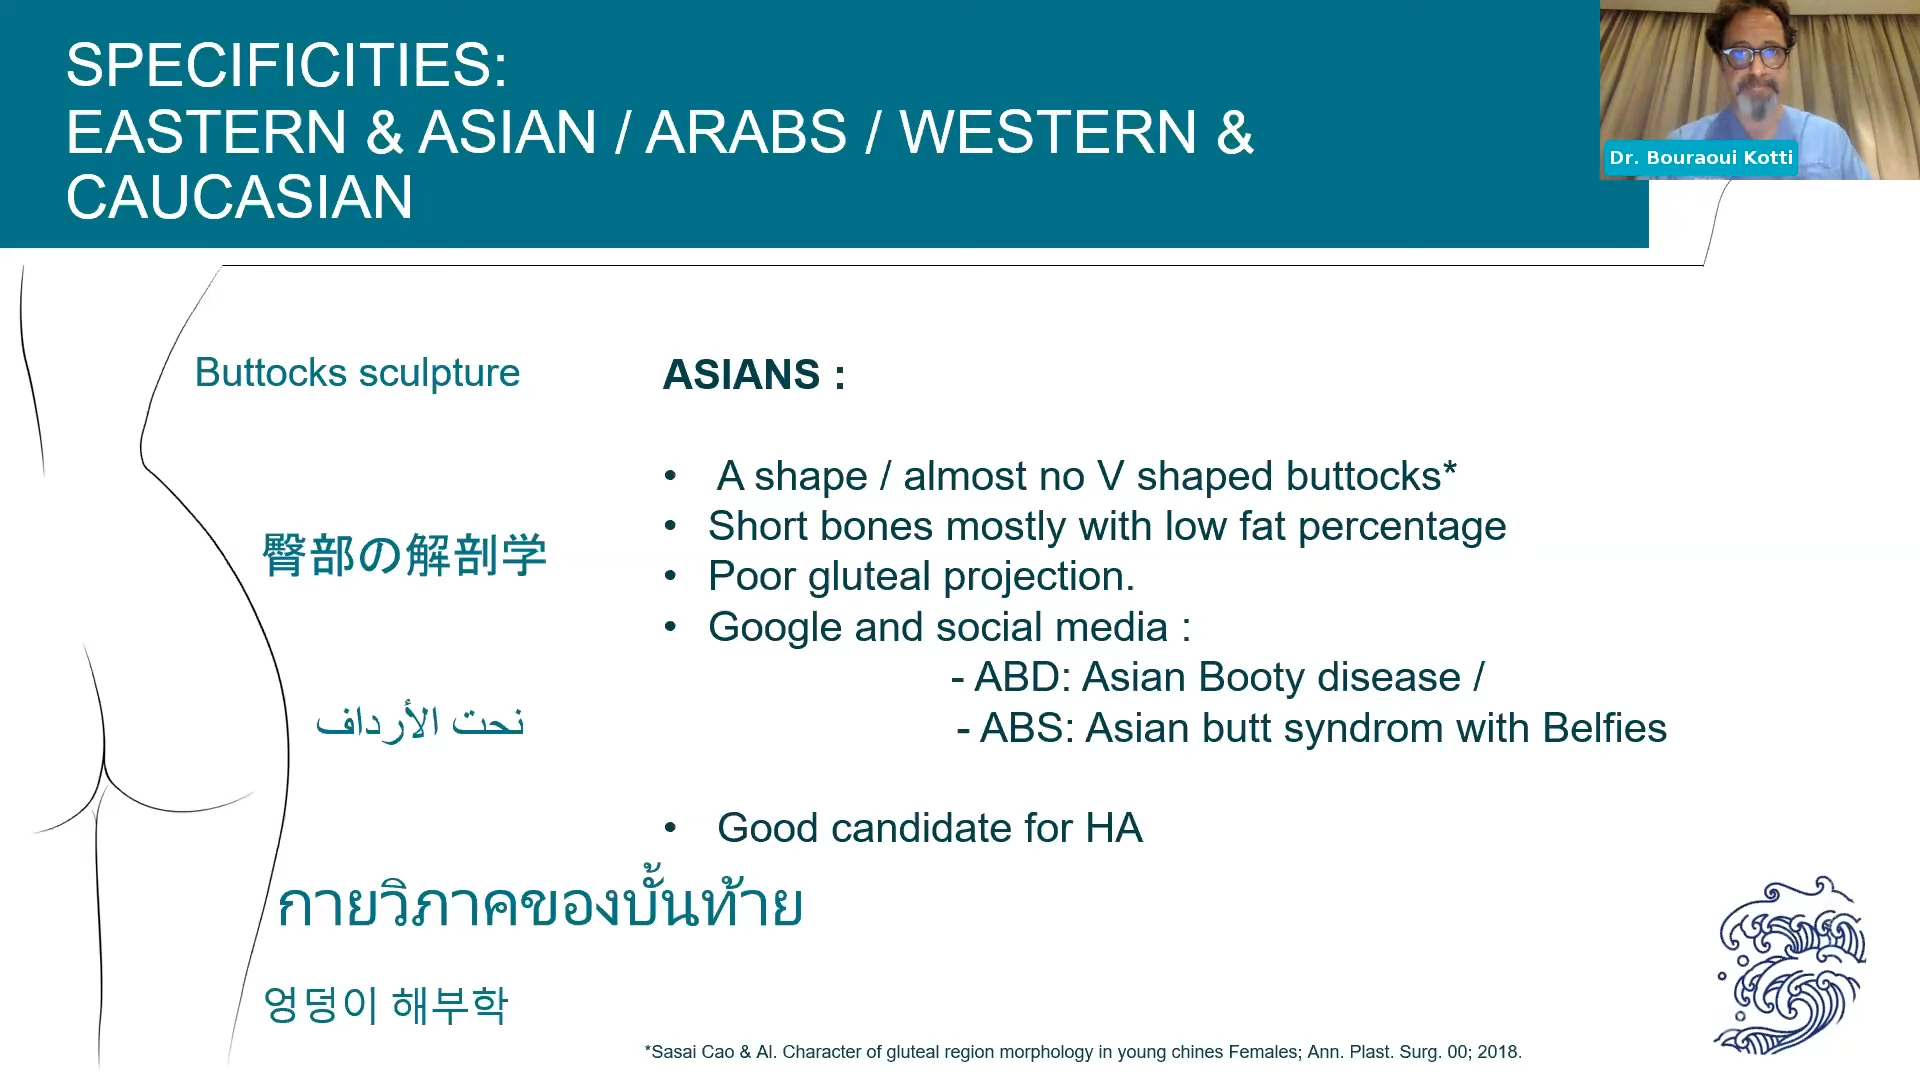 SPECIFICITIES:
EASTERN & ASIAN / ARABS / WESTERN &
CAUCASIAN
Dr. Bouraoui Kotti
Buttocks sculpture
臀部の解剖学
نحت الأرداف
กายวิภาคของบั้นท้าย
엉덩이 해부학
ASIANS :
• A shape / almost no V shaped buttocks*
• Short bones mostly with low fat percentage
• Poor gluteal projection.
• Google and social media :
- ABD: Asian Booty disease /
- ABS: Asian butt syndrom with Belfies
• Good candidate for HA
*Sasai Cao & Al. Character of gluteal region morphology in young chines Females; Ann. Plast. Surg. 00; 2018.